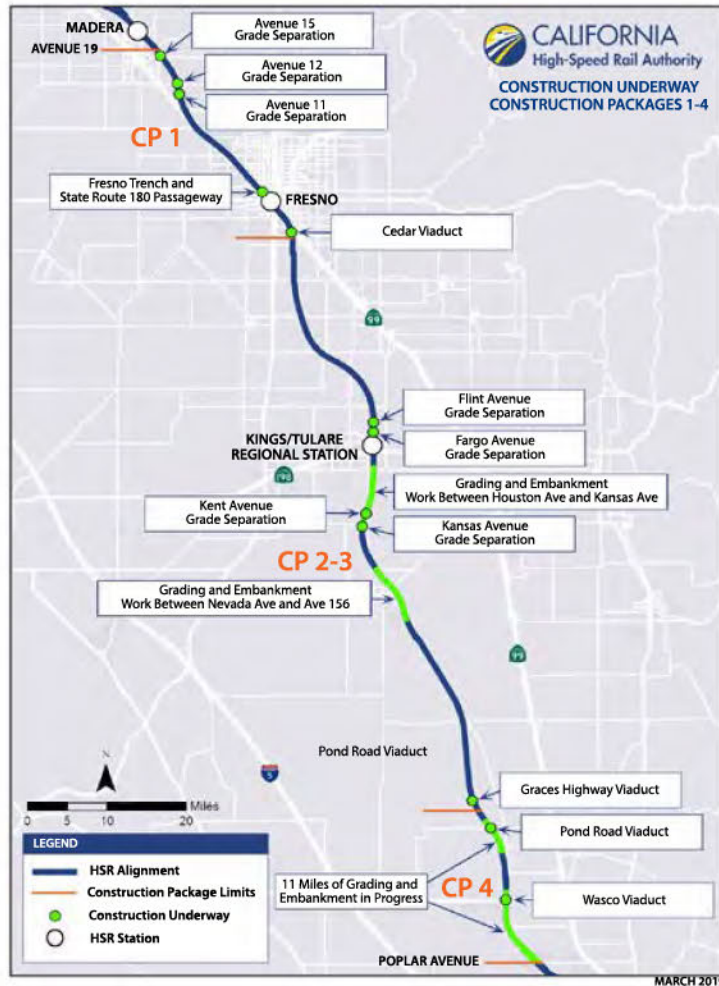 CALIFORNIA
High-Speed Rail Authority
CONSTRUCTION UNDERWAY
CONSTRUCTION PACKAGES 1-4
MADERA
AVENUE 19
Avenue 15
Grade Separation
Avenue 12
Grade Separation
Avenue 11
Grade Separation
CP 1
Fresno Trench and
State Route 180 Passageway
FRESNO
Cedar Viaduct
99
Flint Avenue
Grade Separation
KINGS/TULARE
REGIONAL STATION
Fargo Avenue
Grade Separation
198
Grading and Embankment
Work Between Houston Ave and Kansas Ave
Kent Avenue
Grade Separation
Kansas Avenue
Grade Separation
CP 2-3
Grading and Embankment
Work Between Nevada Ave and Ave 156
99
Pond Road Viaduct
5
N
Graces Highway Viaduct
Miles
0 5 10 20
Pond Road Viaduct
LEGEND
HSR Alignment
Construction Package Limits
Construction Underway
HSR Station
11 Miles of Grading and
Embankment in Progress
CP 4
Wasco Viaduct
POPLAR AVENUE
MARCH 201